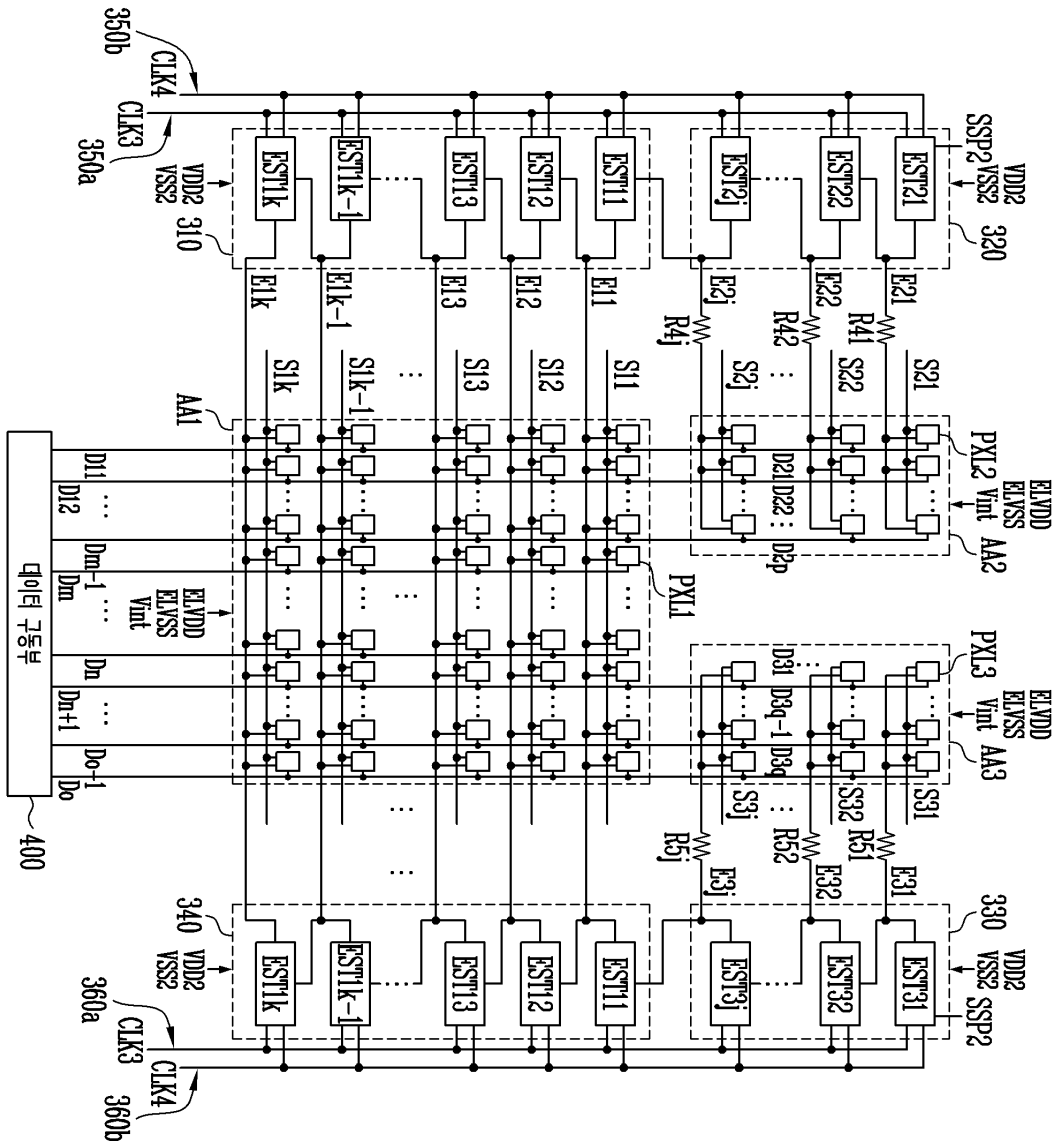 350b
CLK4
CLK3
350a
VDD2
VSS2
310
EST1k
EST1k-1
EST13
EST12
EST11
EST2j
EST22
EST21
SSP2
VDD2
VSS2
320
E1k
E1k-1
E13
E12
E11
E2j
E22
E21
R4j
R42
R41
S1k
S1k-1
...
S13
S12
S11
S2j
...
S22
S21
AA1
PXL2
ELVDD
ELVSS
Vint
AA2
D11
D12
...
Dm-1
Dm
...
Dn
Dn+1
...
Do-1
Do
D21
D22
...
D2p
PXL1
ELVDD
ELVSS
Vint
데이터 구동부
400
PXL3
ELVDD
ELVSS
Vint
AA3
D31
...
D3q-1
D3q
S3j
...
S32
S31
R5j
R52
R51
E3j
E32
E31
340
VDD2
VSS2
EST1k
EST1k-1
EST13
EST12
EST11
EST3j
EST32
EST31
330
VDD2
VSS2
SSP2
360a
CLK3
CLK4
360b